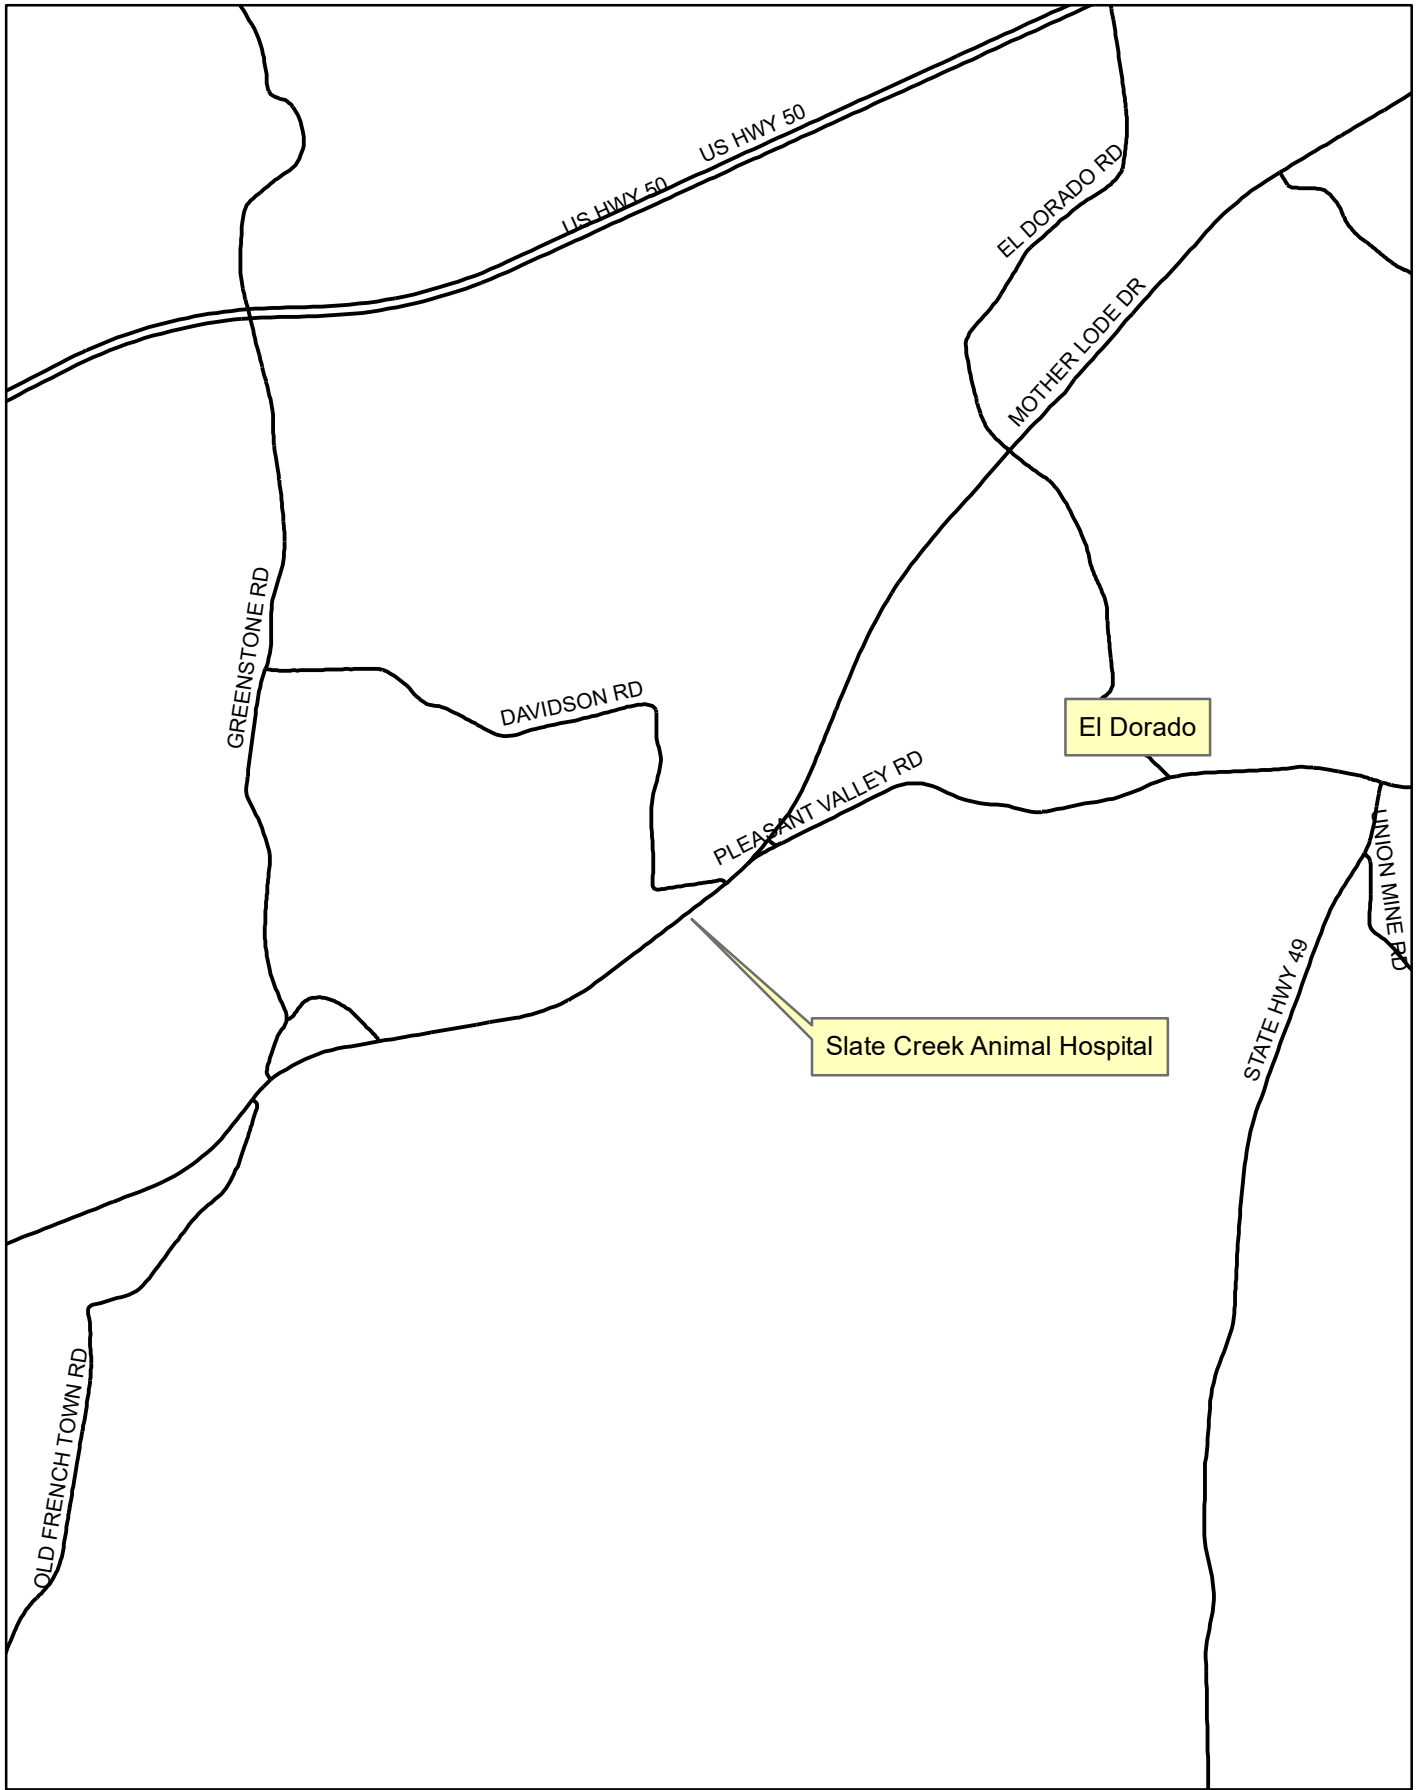 US HWY 50
US HWY 50
EL DORADO RD
MOTHER LODE DR
GREENSTONE RD
DAVIDSON RD
El Dorado
PLEASANT VALLEY RD
UNION MINE RD
STATE HWY 49
Slate Creek Animal Hospital
OLD FRENCH TOWN RD